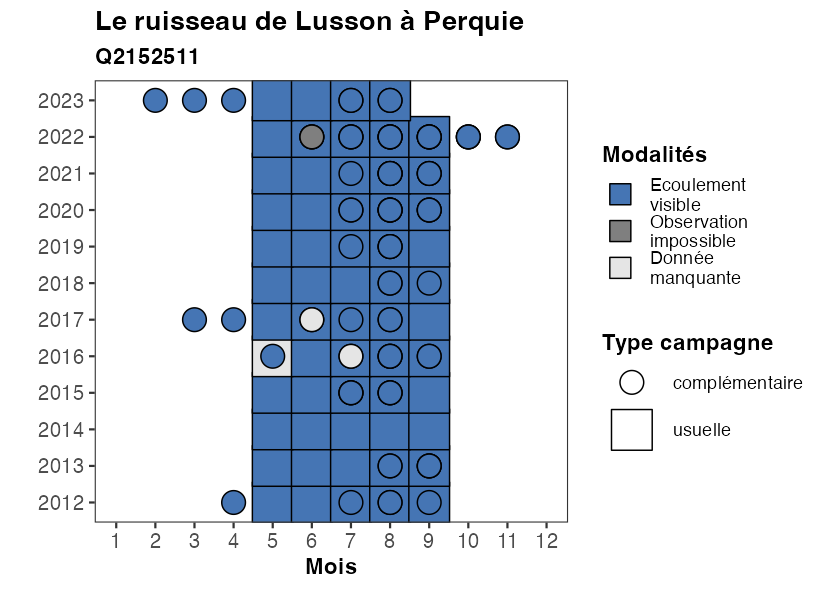 Le ruisseau de Lusson à Perquie
Q2152511
2023
2022
2021
2020
2019
2018
2017
2016
2015
2014
2013
2012
1 2 3 4 5 6 7 8 9 10 11 12
Mois
Modalités
Ecoulement
visible
Observation
impossible
Donnée
manquante
Type campagne
complémentaire
usuelle